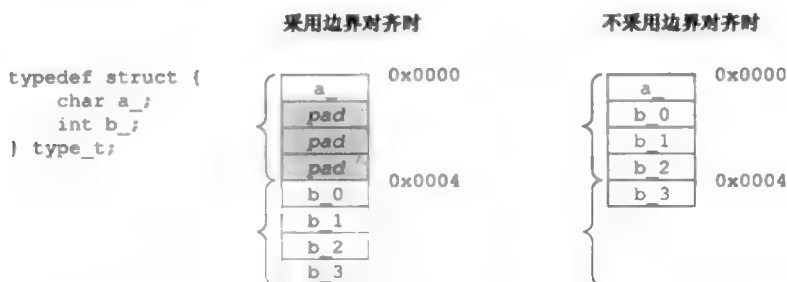 采用边界对齐时
不采用边界对齐时
typedef struct {
char a_;
int b_;
} type_t;
0x0000
a_
pad
pad
pad
0x0004
b_0
b_1
b_2
b_3
0x0000
a_
b_0
b_1
b_2
0x0004
b_3